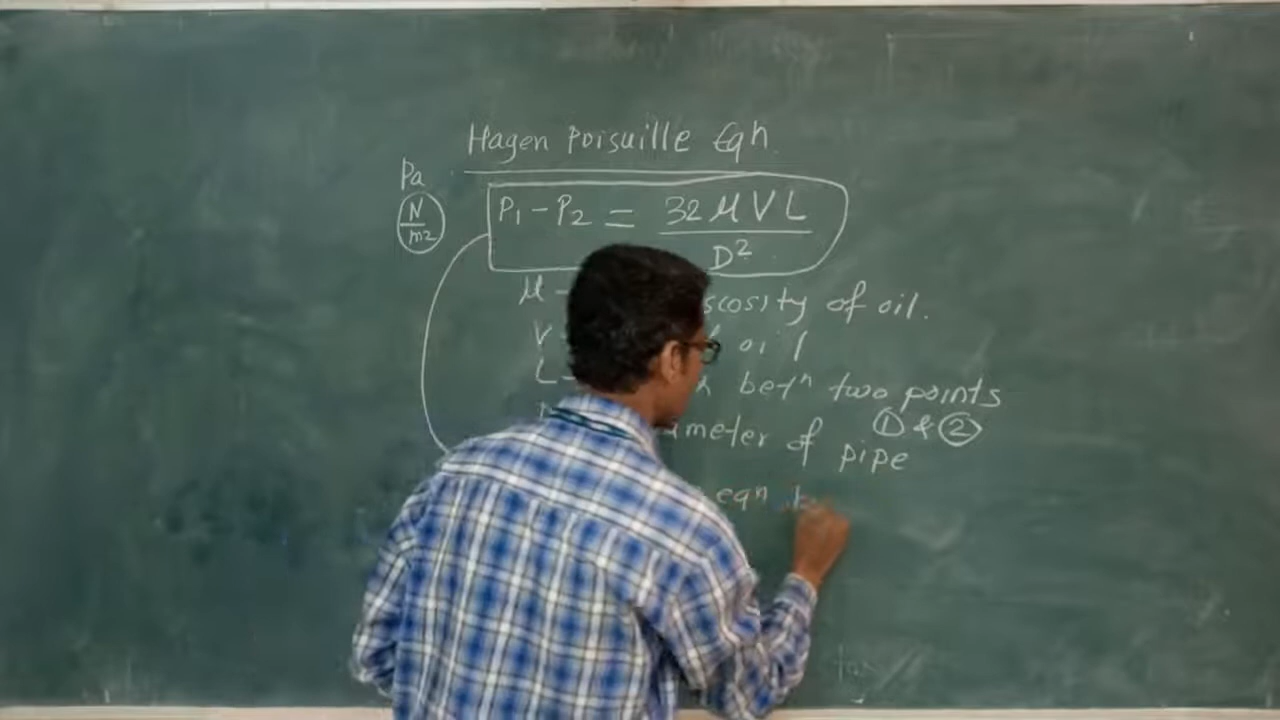 Hagen Poisuille Eqn
Pa
N/m2
P1 - P2 = 32 μ V L / D²
μ - scosity of oil.
V - oil
L - betn two points
① & ②
meter of pipe
eqn